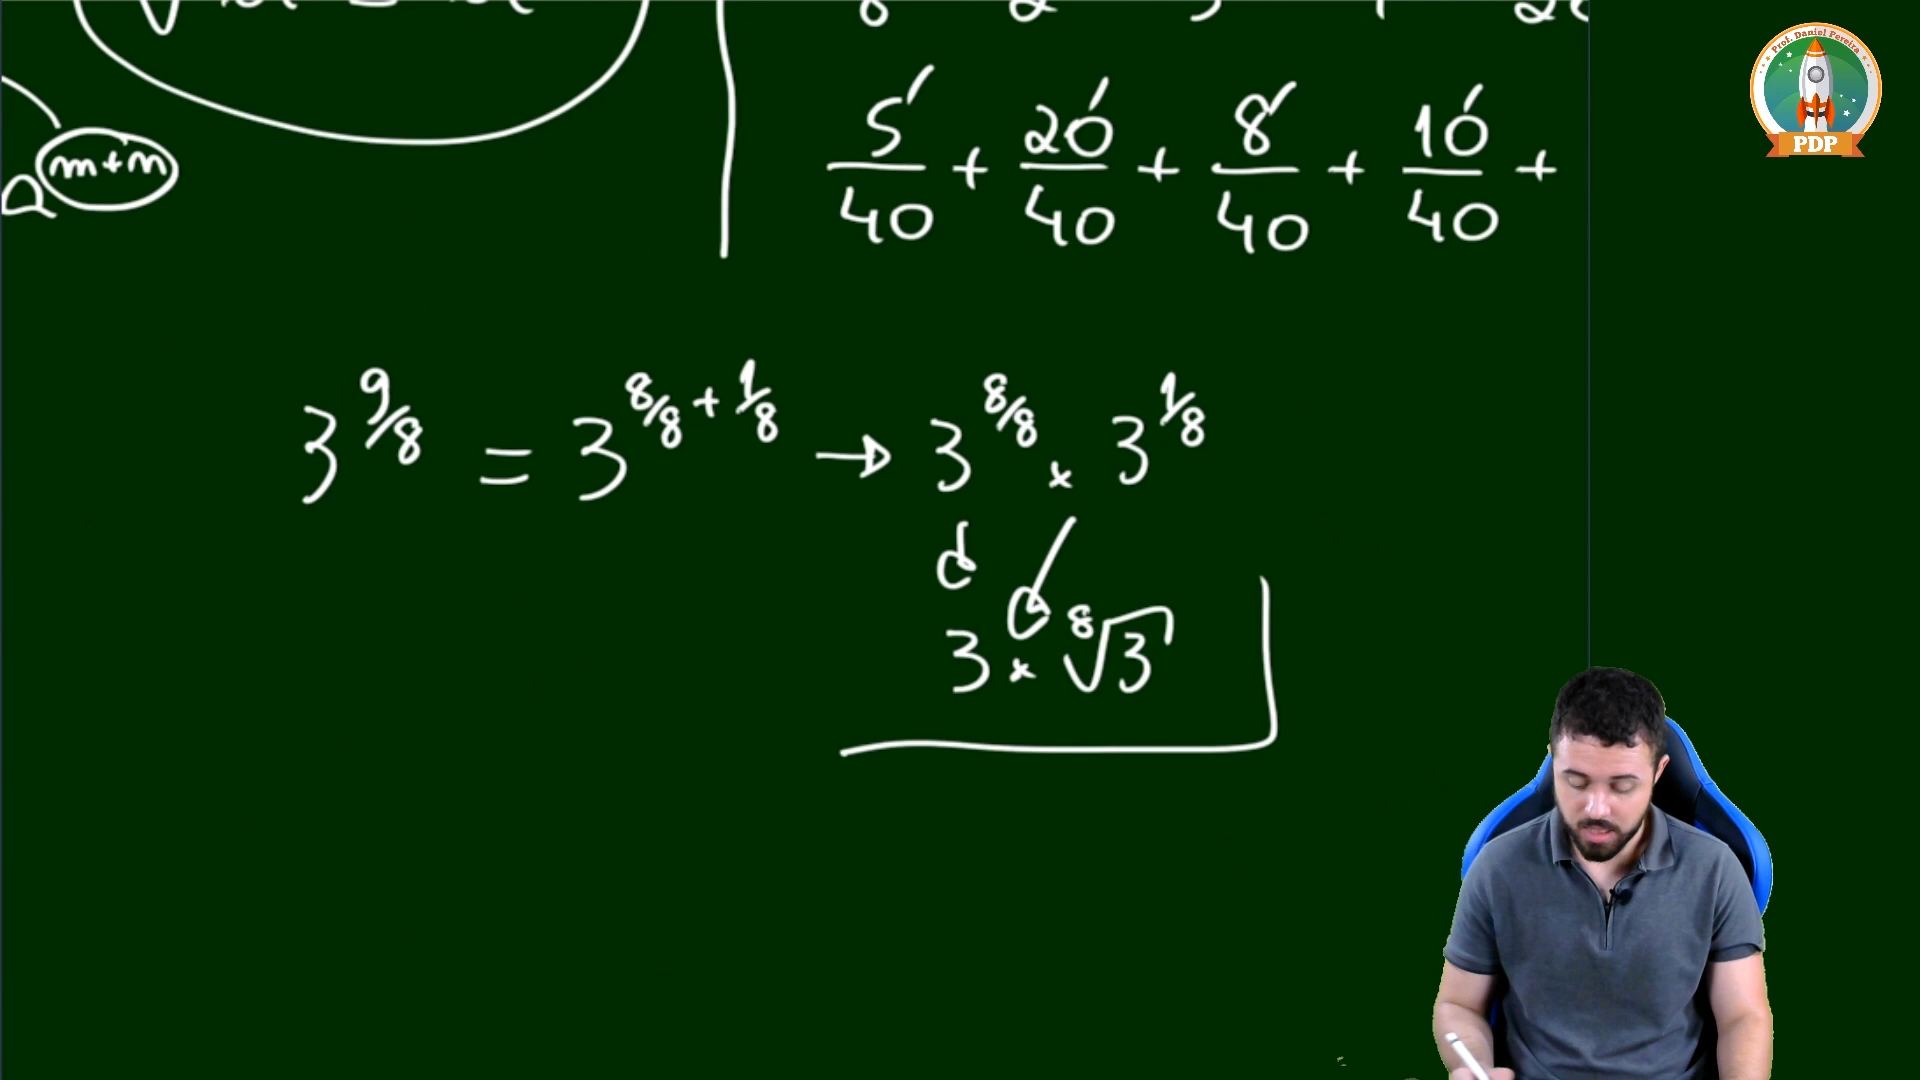 Prof. Daniel Pereira
PDP
5/40 + 20/40 + 8/40 + 10/40 +
a^(m+n)
3^(9/8) = 3^(8/8 + 1/8) → 3^(8/8) × 3^(1/8)
3 × ⁸√3